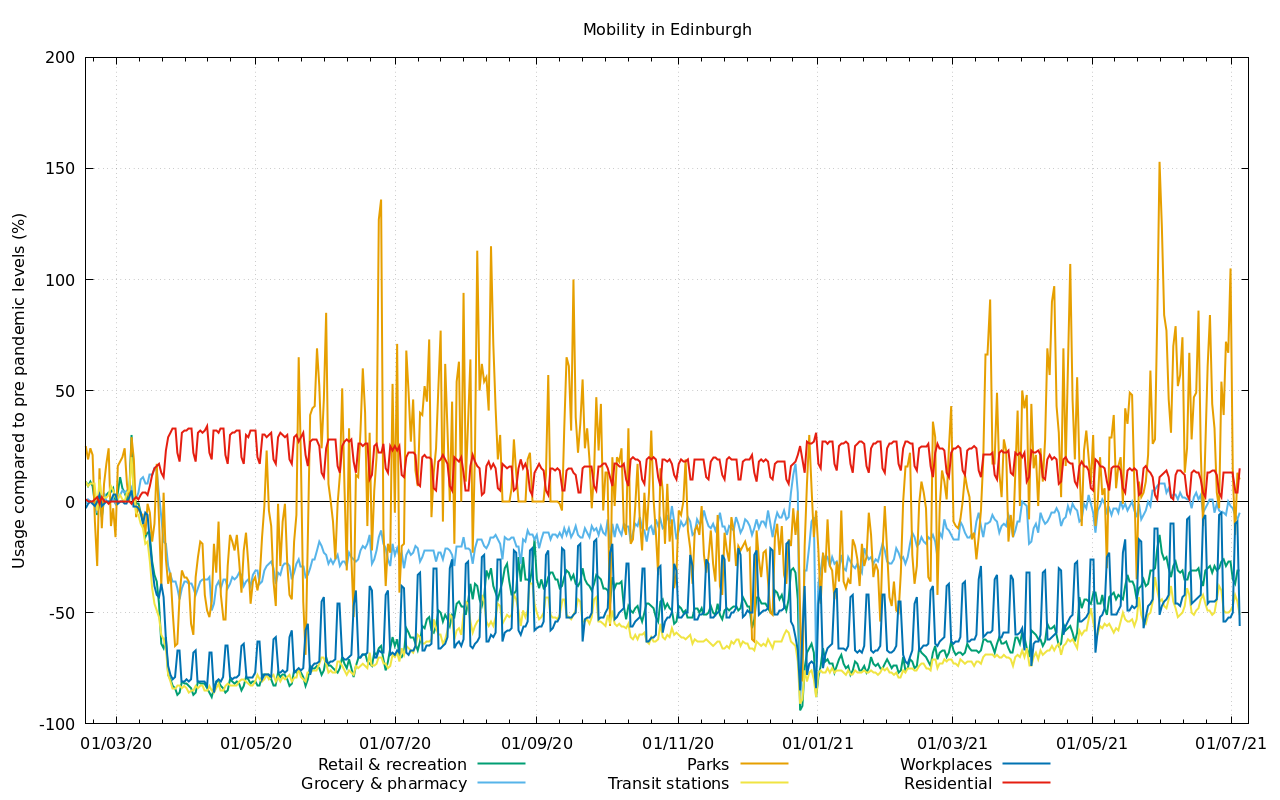 Mobility in Edinburgh
Usage compared to pre pandemic levels (%)
200
150
100
50
0
-50
-100
01/03/20 01/05/20 01/07/20 01/09/20 01/11/20 01/01/21 01/03/21 01/05/21 01/07/21
Retail & recreation Parks Workplaces
Grocery & pharmacy Transit stations Residential